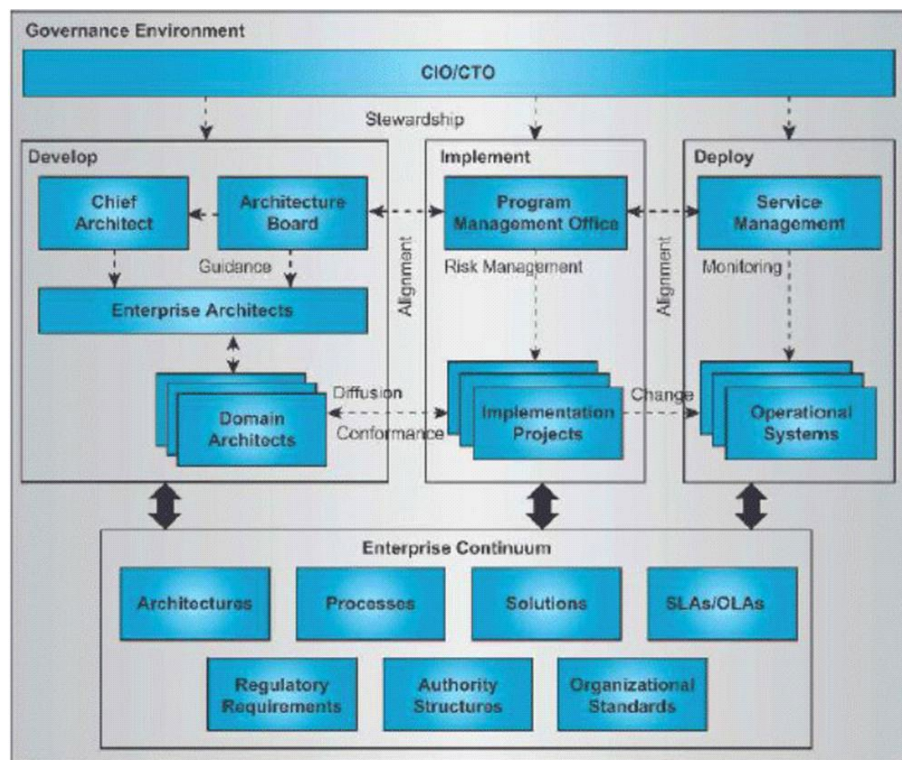 Governance Environment
CIO/CTO
Stewardship
Develop
Chief
Architect
Architecture
Board
Guidance
Enterprise Architects
Domain
Architects
Alignment
Diffusion
Conformance
Implement
Program
Management Office
Risk Management
Implementation
Projects
Alignment
Change
Deploy
Service
Management
Monitoring
Operational
Systems
Enterprise Continuum
Architectures
Processes
Solutions
SLAs/OLAs
Regulatory
Requirements
Authority
Structures
Organizational
Standards